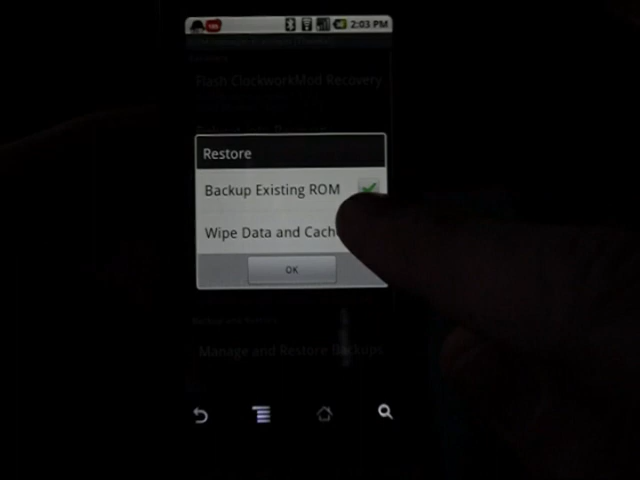 2:03 PM
Flash ClockworkMod Recovery
Restore
Backup Existing ROM
Wipe Data and Cach
OK
Manage and Restore Backups